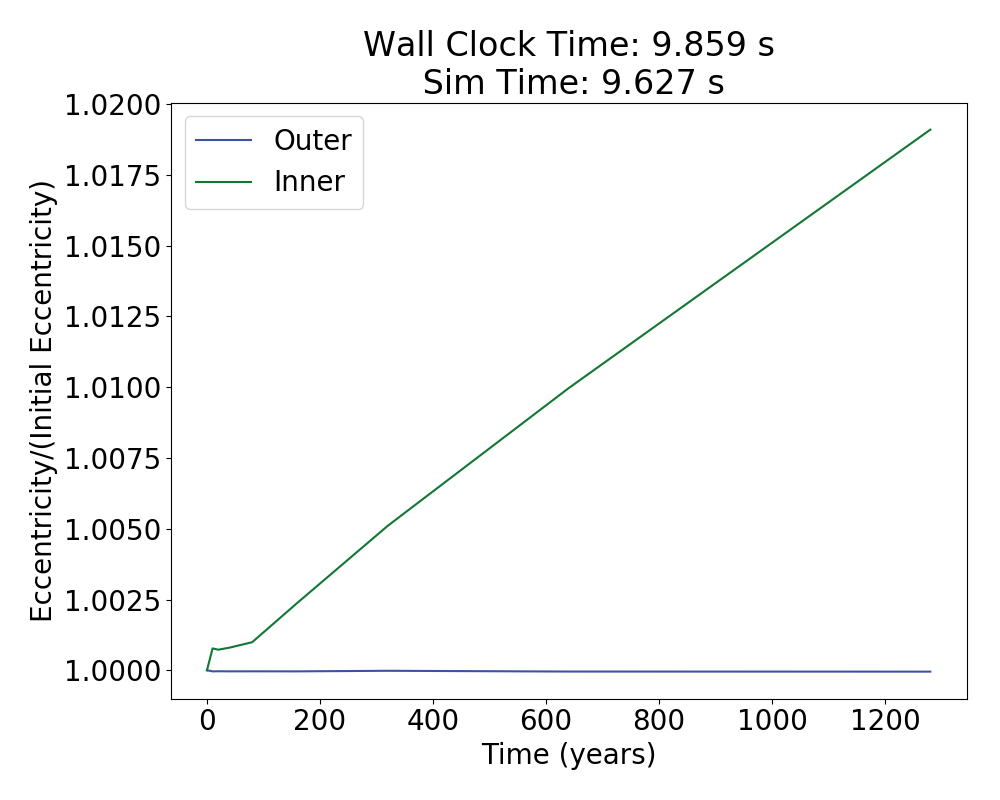 Wall Clock Time: 9.859 s
Sim Time: 9.627 s
1.0200
1.0175
1.0150
1.0125
1.0100
1.0075
1.0050
1.0025
1.0000
Eccentricity/(Initial Eccentricity)
Outer
Inner
0 200 400 600 800 1000 1200
Time (years)